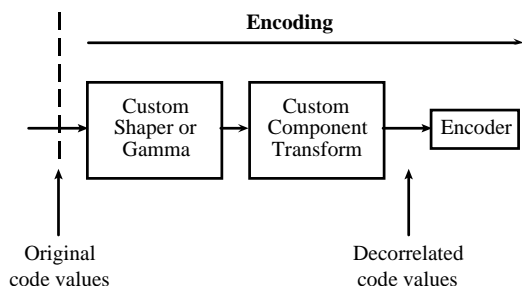 Encoding
Custom
Shaper or
Gamma
Custom
Component
Transform
Encoder
Original
code values
Decorrelated
code values